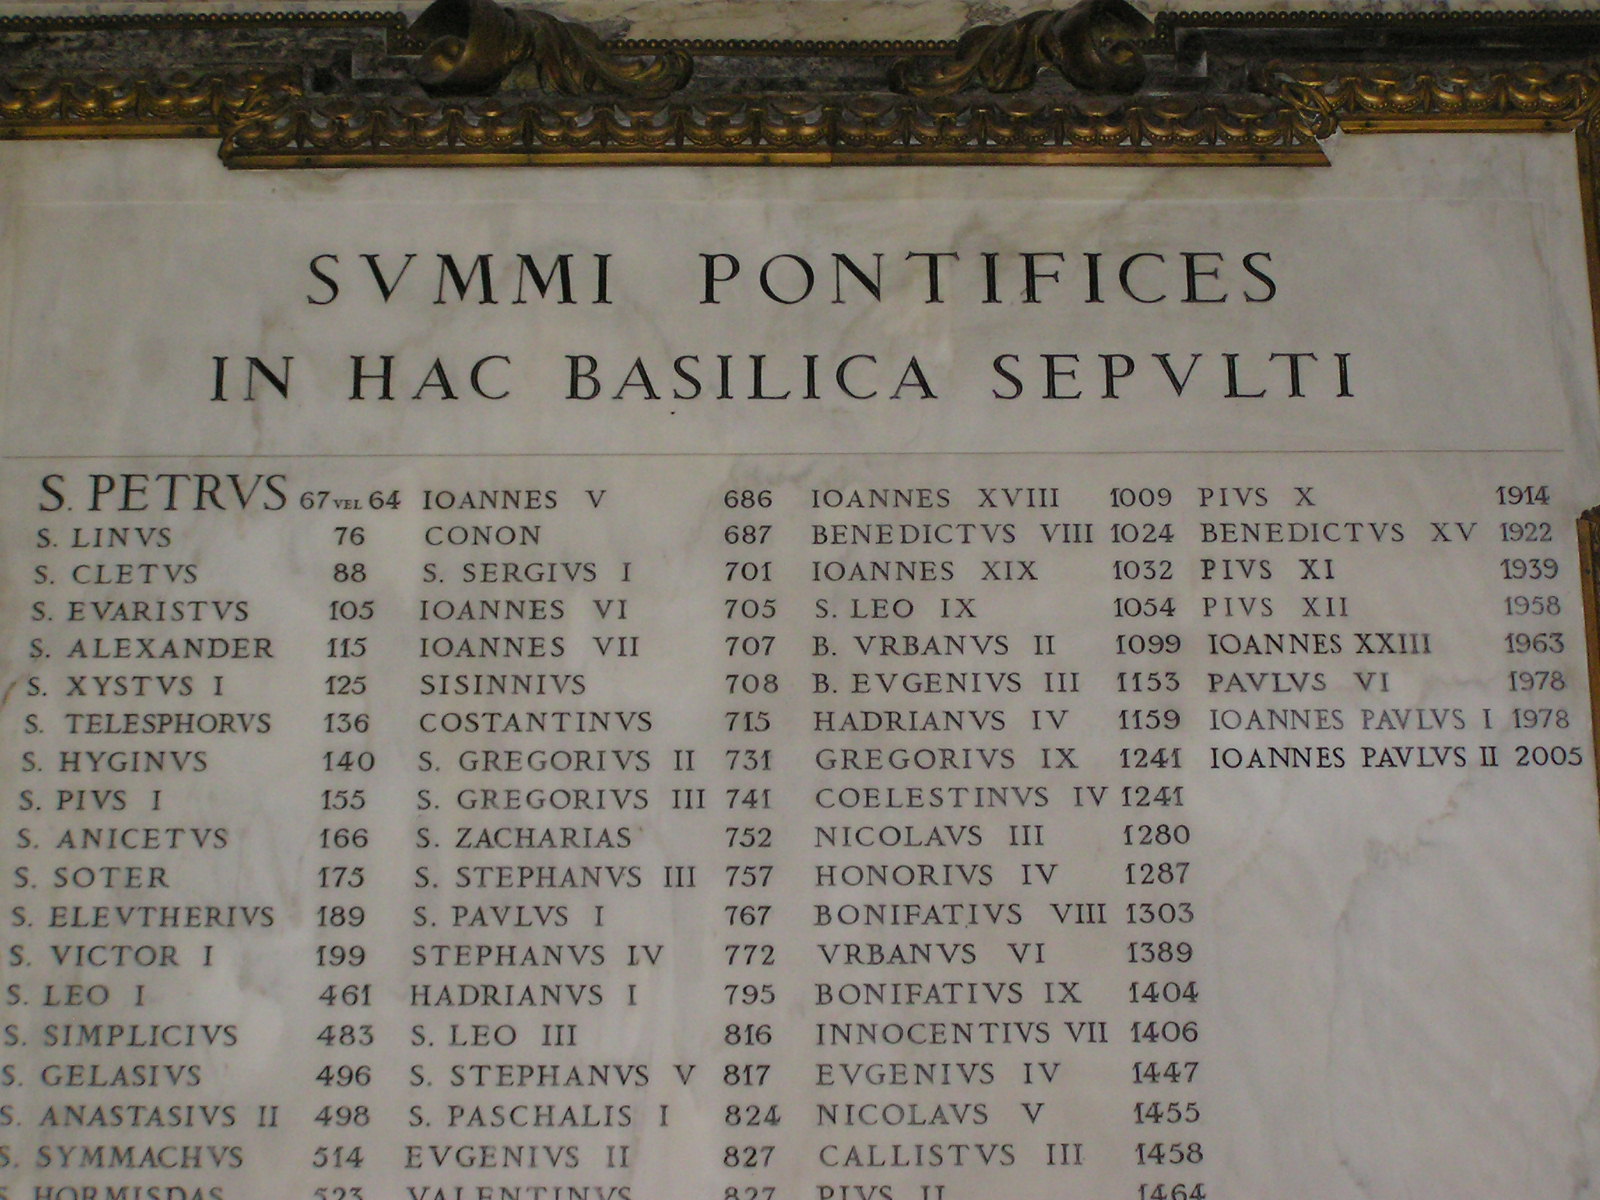 SVMMI PONTIFICES
IN HAC BASILICA SEPVLTI
S. PETRVS 67 VEL 64
S. LINVS 76
S. CLETVS 88
S. EVARISTVS 105
S. ALEXANDER 115
S. XYSTVS I 125
S. TELESPHORVS 136
S. HYGINVS 140
S. PIVS I 155
S. ANICETVS 166
S. SOTER 175
S. ELEVTHERIVS 189
S. VICTOR I 199
S. LEO I 461
S. SIMPLICIVS 483
S. GELASIVS 496
S. ANASTASIVS II 498
S. SYMMACHVS 514
S. HORMISDAS 523
IOANNES V 686
CONON 687
S. SERGIVS I 701
IOANNES VI 705
IOANNES VII 707
SISINNIVS 708
COSTANTINVS 715
S. GREGORIVS II 731
S. GREGORIVS III 741
S. ZACHARIAS 752
S. STEPHANVS III 757
S. PAVLVS I 767
STEPHANVS IV 772
HADRIANVS I 795
S. LEO III 816
S. STEPHANVS V 817
S. PASCHALIS I 824
EVGENIVS II 827
VALENTINVS 827
IOANNES XVIII 1009
BENEDICTVS VIII 1024
IOANNES XIX 1032
S. LEO IX 1054
B. VRBANVS II 1099
B. EVGENIVS III 1153
HADRIANVS IV 1159
GREGORIVS IX 1241
COELESTINVS IV 1241
NICOLAVS III 1280
HONORIVS IV 1287
BONIFATIVS VIII 1303
VRBANVS VI 1389
BONIFATIVS IX 1404
INNOCENTIVS VII 1406
EVGENIVS IV 1447
NICOLAVS V 1455
CALLISTVS III 1458
PIVS II 1464
PIVS X 1914
BENEDICTVS XV 1922
PIVS XI 1939
PIVS XII 1958
IOANNES XXIII 1963
PAVLVS VI 1978
IOANNES PAVLVS I 1978
IOANNES PAVLVS II 2005